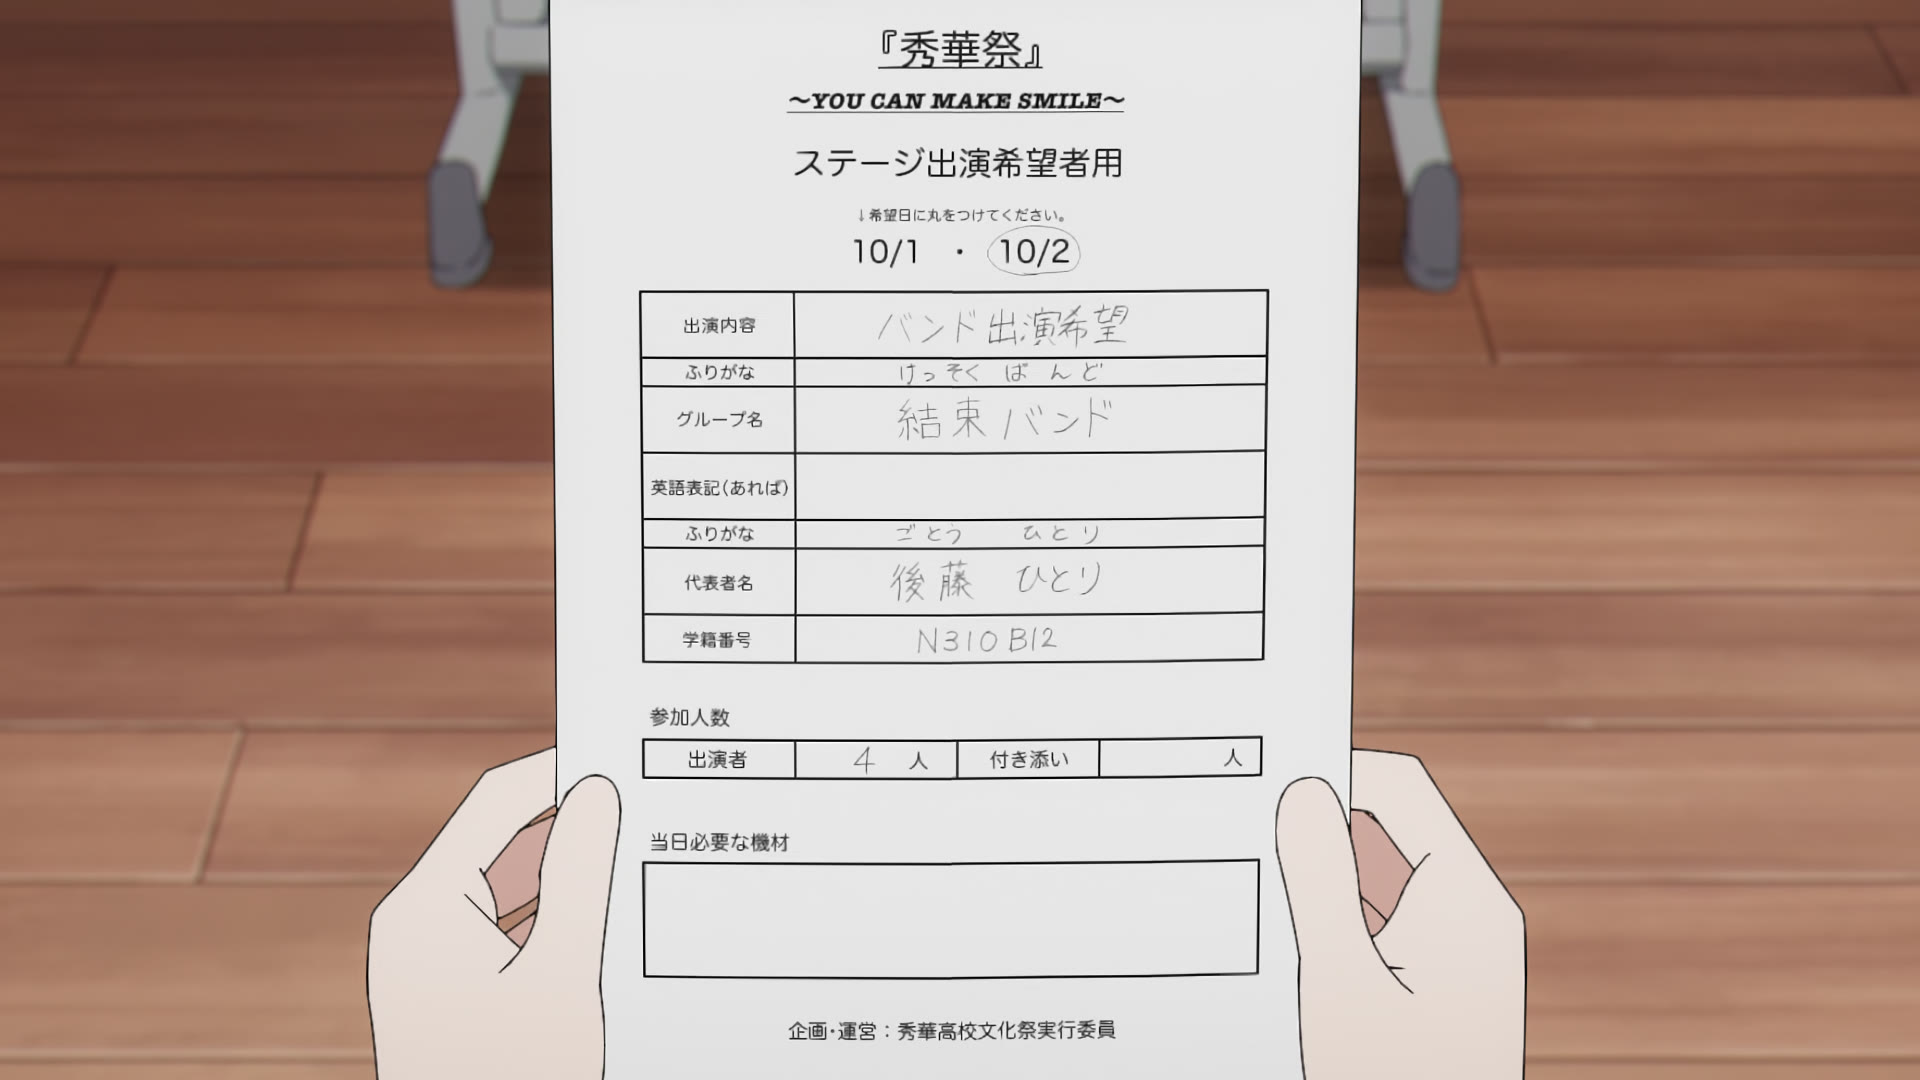 『秀華祭』
〜YOU CAN MAKE SMILE〜
ステージ出演希望者用
↓希望日に丸をつけてください。
10/1 ・ 10/2
出演内容 バンド出演希望
ふりがな けっそく ばんど
グループ名 結束バンド
英語表記(あれば)
ふりがな ごとう ひとり
代表者名 後藤 ひとり
学籍番号 N310B12
参加人数
出演者 4 人 付き添い 人
当日必要な機材
企画・運営：秀華高校文化祭実行委員